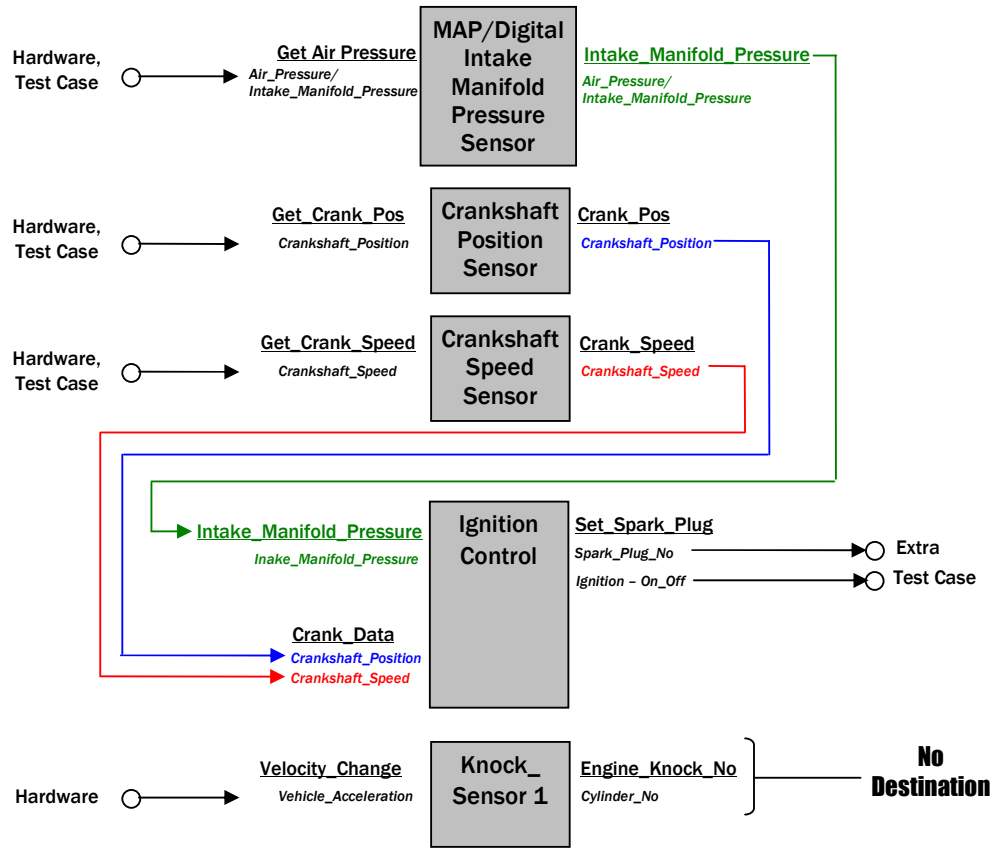 Hardware,
Test Case
Get Air Pressure
Air_Pressure/
Intake_Manifold_Pressure
MAP/Digital
Intake
Manifold
Pressure
Sensor
Intake_Manifold_Pressure
Air_Pressure/
Intake_Manifold_Pressure
Hardware,
Test Case
Get_Crank_Pos
Crankshaft_Position
Crankshaft
Position
Sensor
Crank_Pos
Crankshaft_Position
Hardware,
Test Case
Get_Crank_Speed
Crankshaft_Speed
Crankshaft
Speed
Sensor
Crank_Speed
Crankshaft_Speed
Intake_Manifold_Pressure
Inake_Manifold_Pressure
Crank_Data
Crankshaft_Position
Crankshaft_Speed
Ignition
Control
Set_Spark_Plug
Spark_Plug_No
Ignition – On_Off
Extra
Test Case
Hardware
Velocity_Change
Vehicle_Acceleration
Knock_
Sensor 1
Engine_Knock_No
Cylinder_No
No
Destination